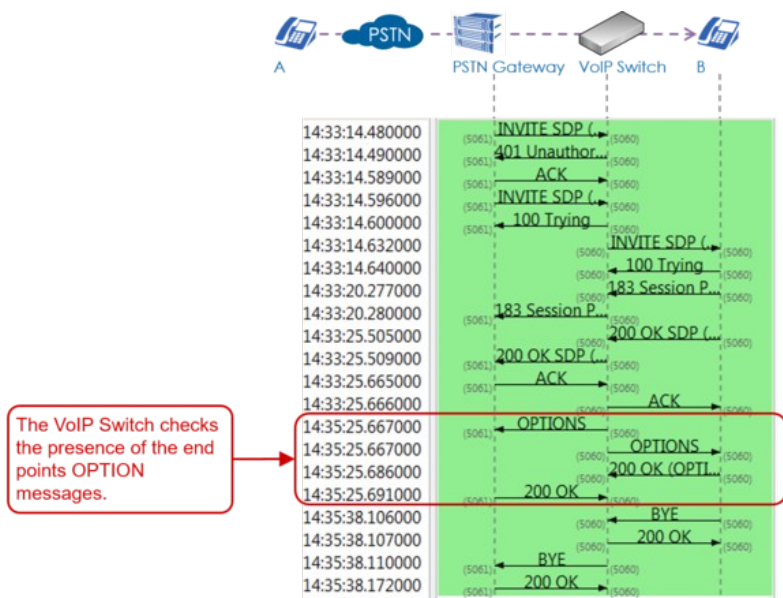 PSTN
A
PSTN Gateway
VoIP Switch
B
14:33:14.480000 (5061) INVITE SDP (... (5060)
14:33:14.490000 (5061) 401 Unauthor... (5060)
14:33:14.589000 (5061) ACK (5060)
14:33:14.596000 (5061) INVITE SDP (... (5060)
14:33:14.600000 (5061) 100 Trying (5060)
14:33:14.632000 (5060) INVITE SDP (... (5060)
14:33:14.640000 (5060) 100 Trying (5060)
14:33:20.277000 (5060) 183 Session P... (5060)
14:33:20.280000 (5061) 183 Session P... (5060)
14:33:25.505000 (5060) 200 OK SDP (... (5060)
14:33:25.509000 (5061) 200 OK SDP (... (5060)
14:33:25.665000 (5061) ACK (5060)
14:33:25.666000 (5060) ACK (5060)
14:35:25.667000 (5061) OPTIONS (5060)
14:35:25.667000 (5060) OPTIONS (5060)
14:35:25.686000 (5060) 200 OK (OPTI... (5060)
14:35:25.691000 (5061) 200 OK (5060)
14:35:38.106000 (5060) BYE (5060)
14:35:38.107000 (5060) 200 OK (5060)
14:35:38.110000 (5061) BYE (5060)
14:35:38.172000 (5061) 200 OK (5060)
The VoIP Switch checks
the presence of the end
points OPTION
messages.